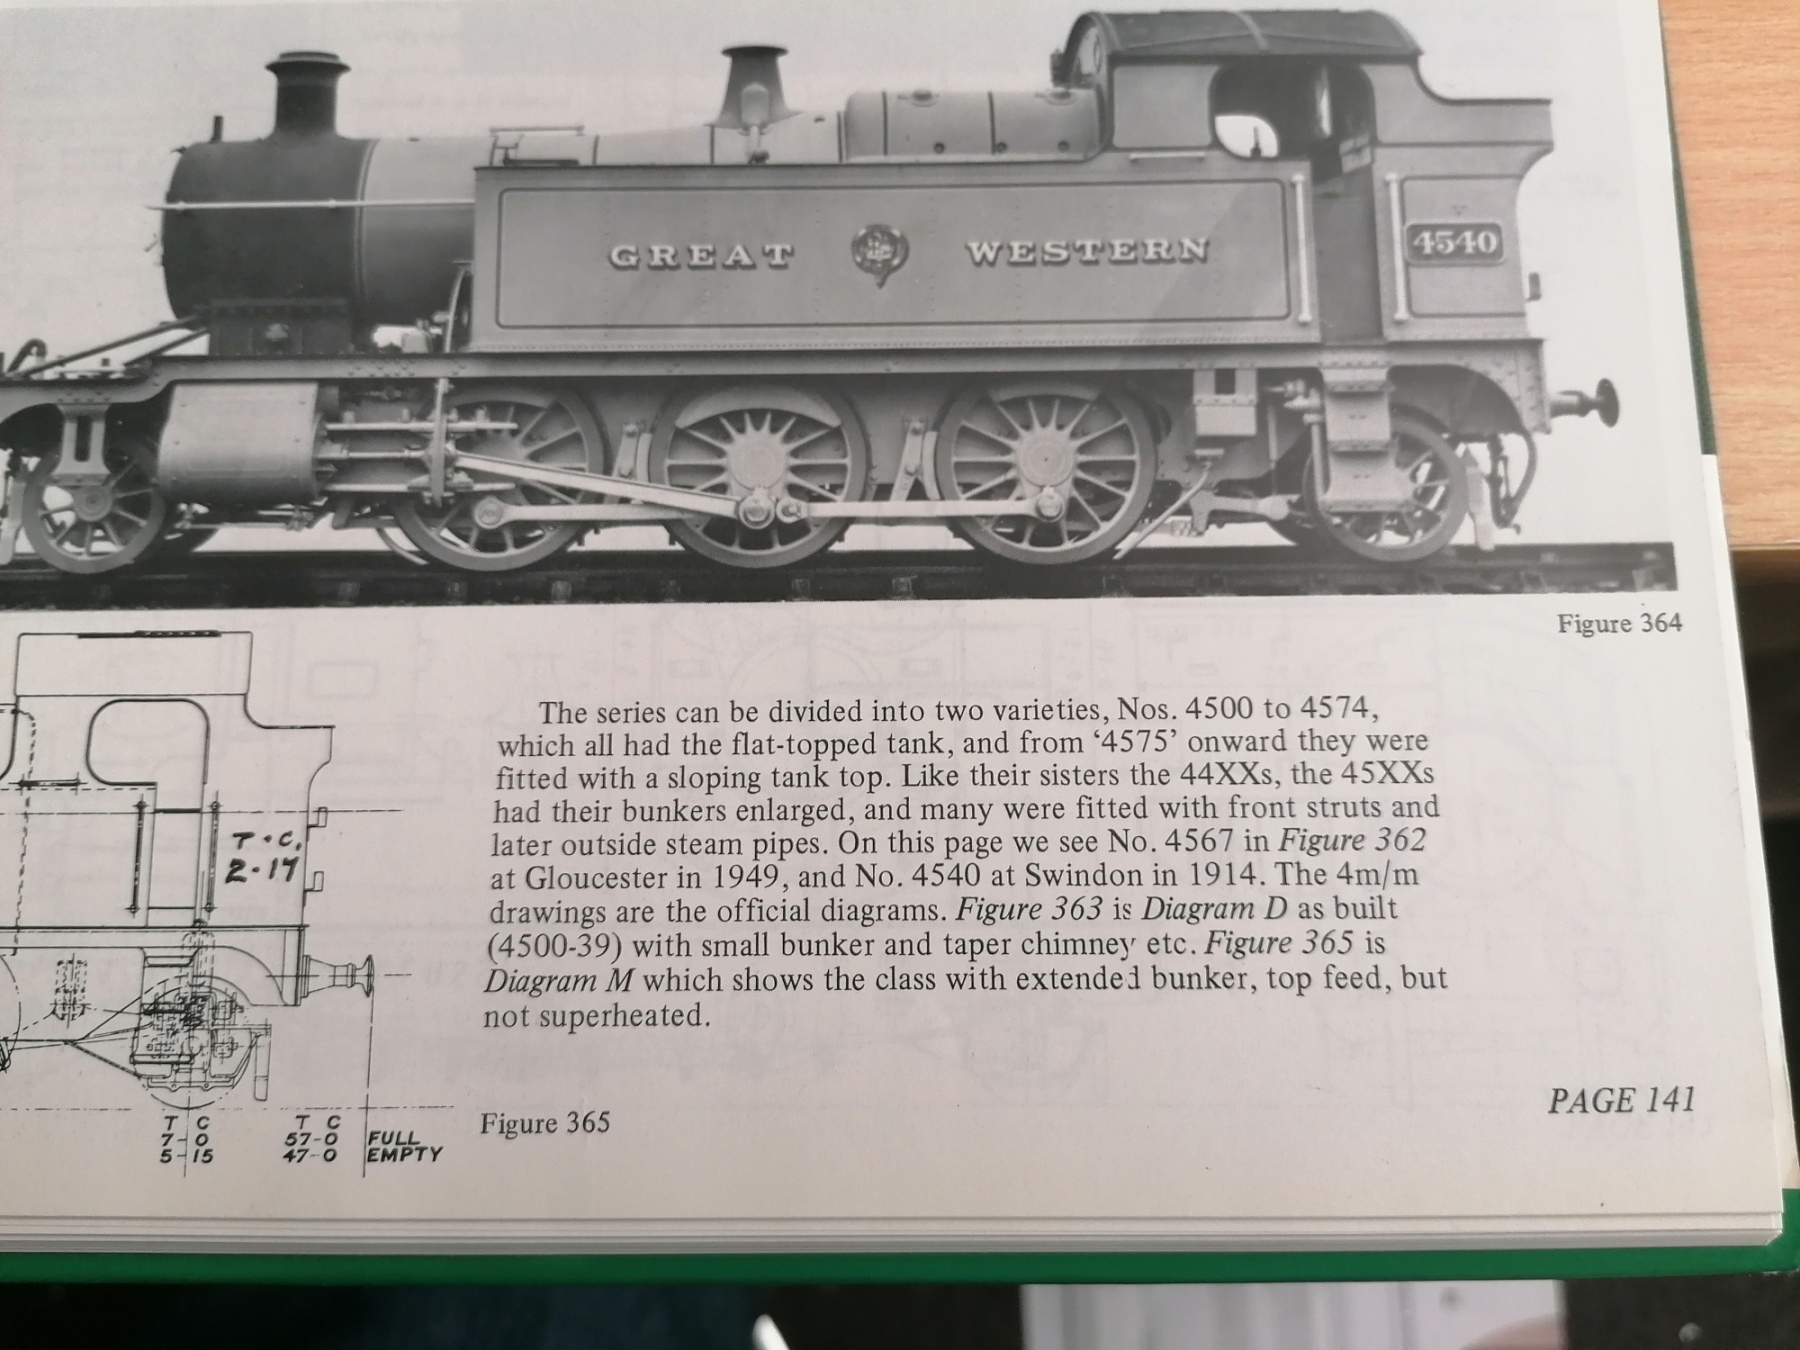 GREAT WESTERN
4540
Figure 364
The series can be divided into two varieties, Nos. 4500 to 4574,
which all had the flat-topped tank, and from ‘4575’ onward they were
fitted with a sloping tank top. Like their sisters the 44XXs, the 45XXs
had their bunkers enlarged, and many were fitted with front struts and
later outside steam pipes. On this page we see No. 4567 in Figure 362
at Gloucester in 1949, and No. 4540 at Swindon in 1914. The 4m/m
drawings are the official diagrams. Figure 363 is Diagram D as built
(4500-39) with small bunker and taper chimney etc. Figure 365 is
Diagram M which shows the class with extended bunker, top feed, but
not superheated.
T. C.
2-17
T C T C
7-0 57-0 FULL
5-15 47-0 EMPTY
Figure 365
PAGE 141